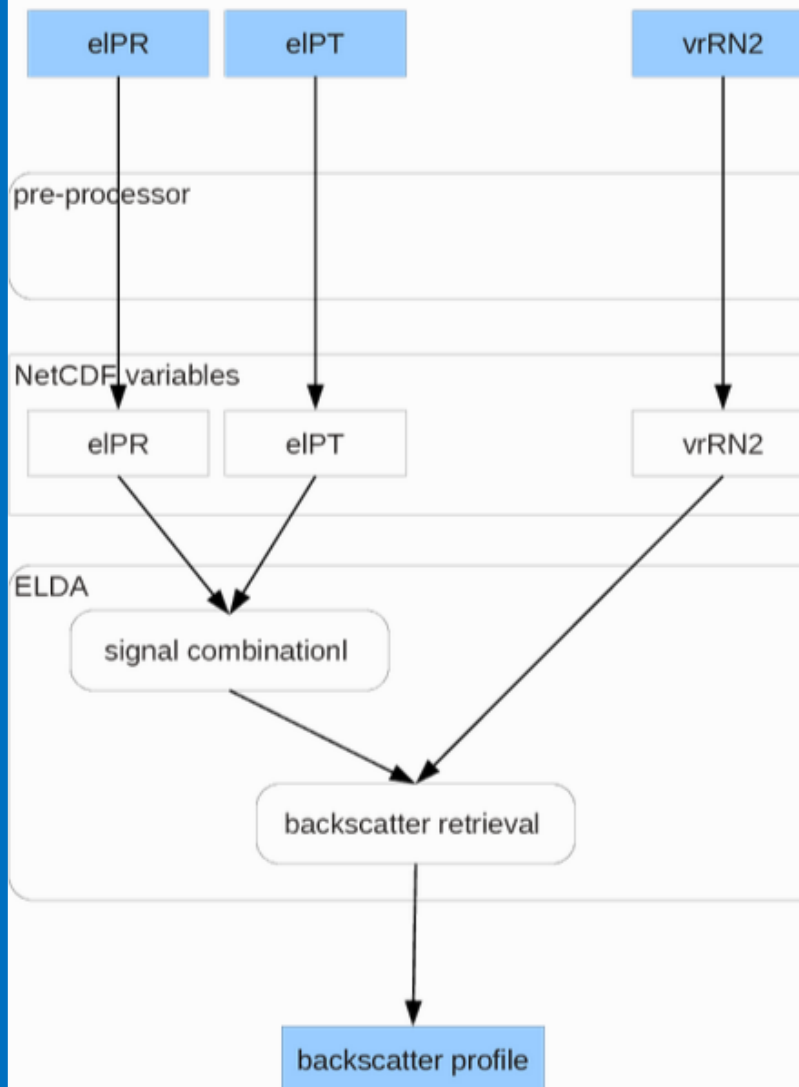 elPR
elPT
vrRN2
pre-processor
NetCDF variables
elPR
elPT
vrRN2
ELDA
signal combinationl
backscatter retrieval
backscatter profile